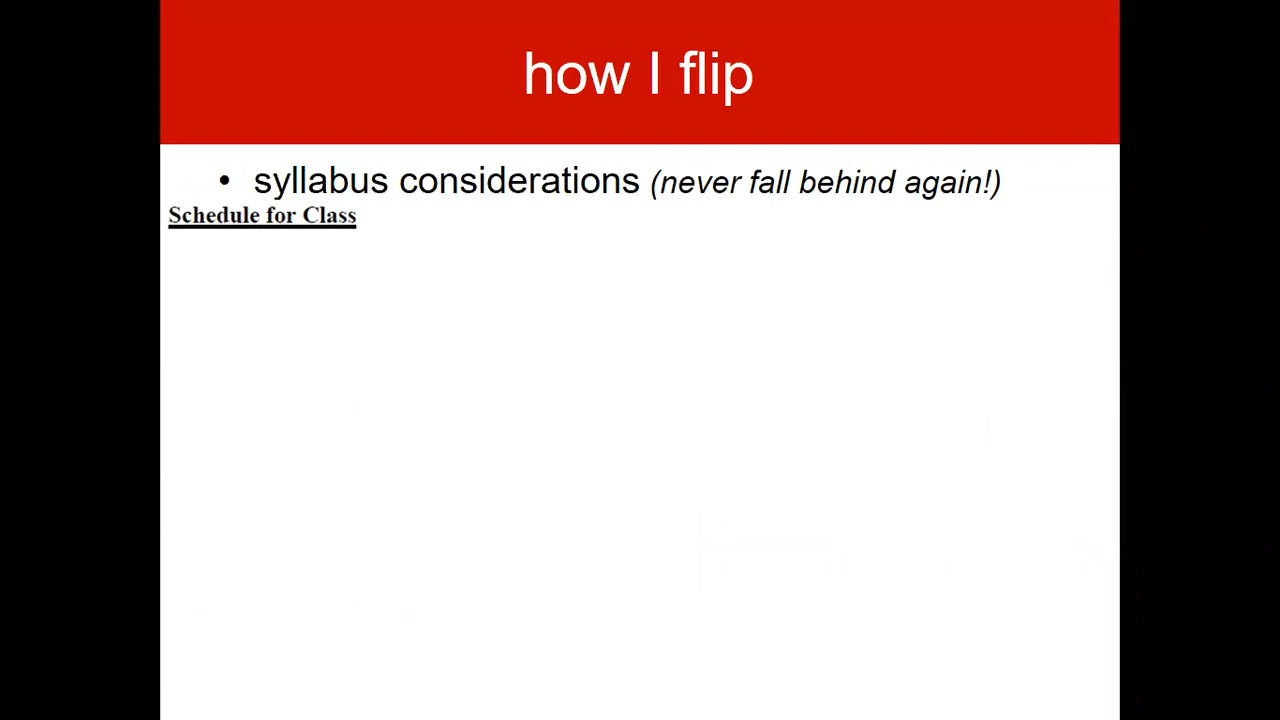 how I flip
• syllabus considerations (never fall behind again!)
Schedule for Class